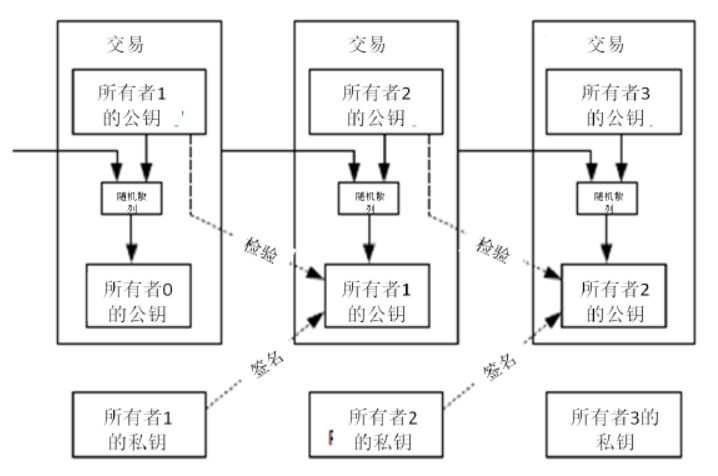 交易
交易
交易
所有者1
的公钥
所有者2
的公钥
所有者3
的公钥
随机散
列
随机散
列
随机散
列
检验
检验
所有者0
的公钥
所有者1
的公钥
所有者2
的公钥
签名
签名
所有者1
的私钥
所有者2
的私钥
所有者3的
私钥